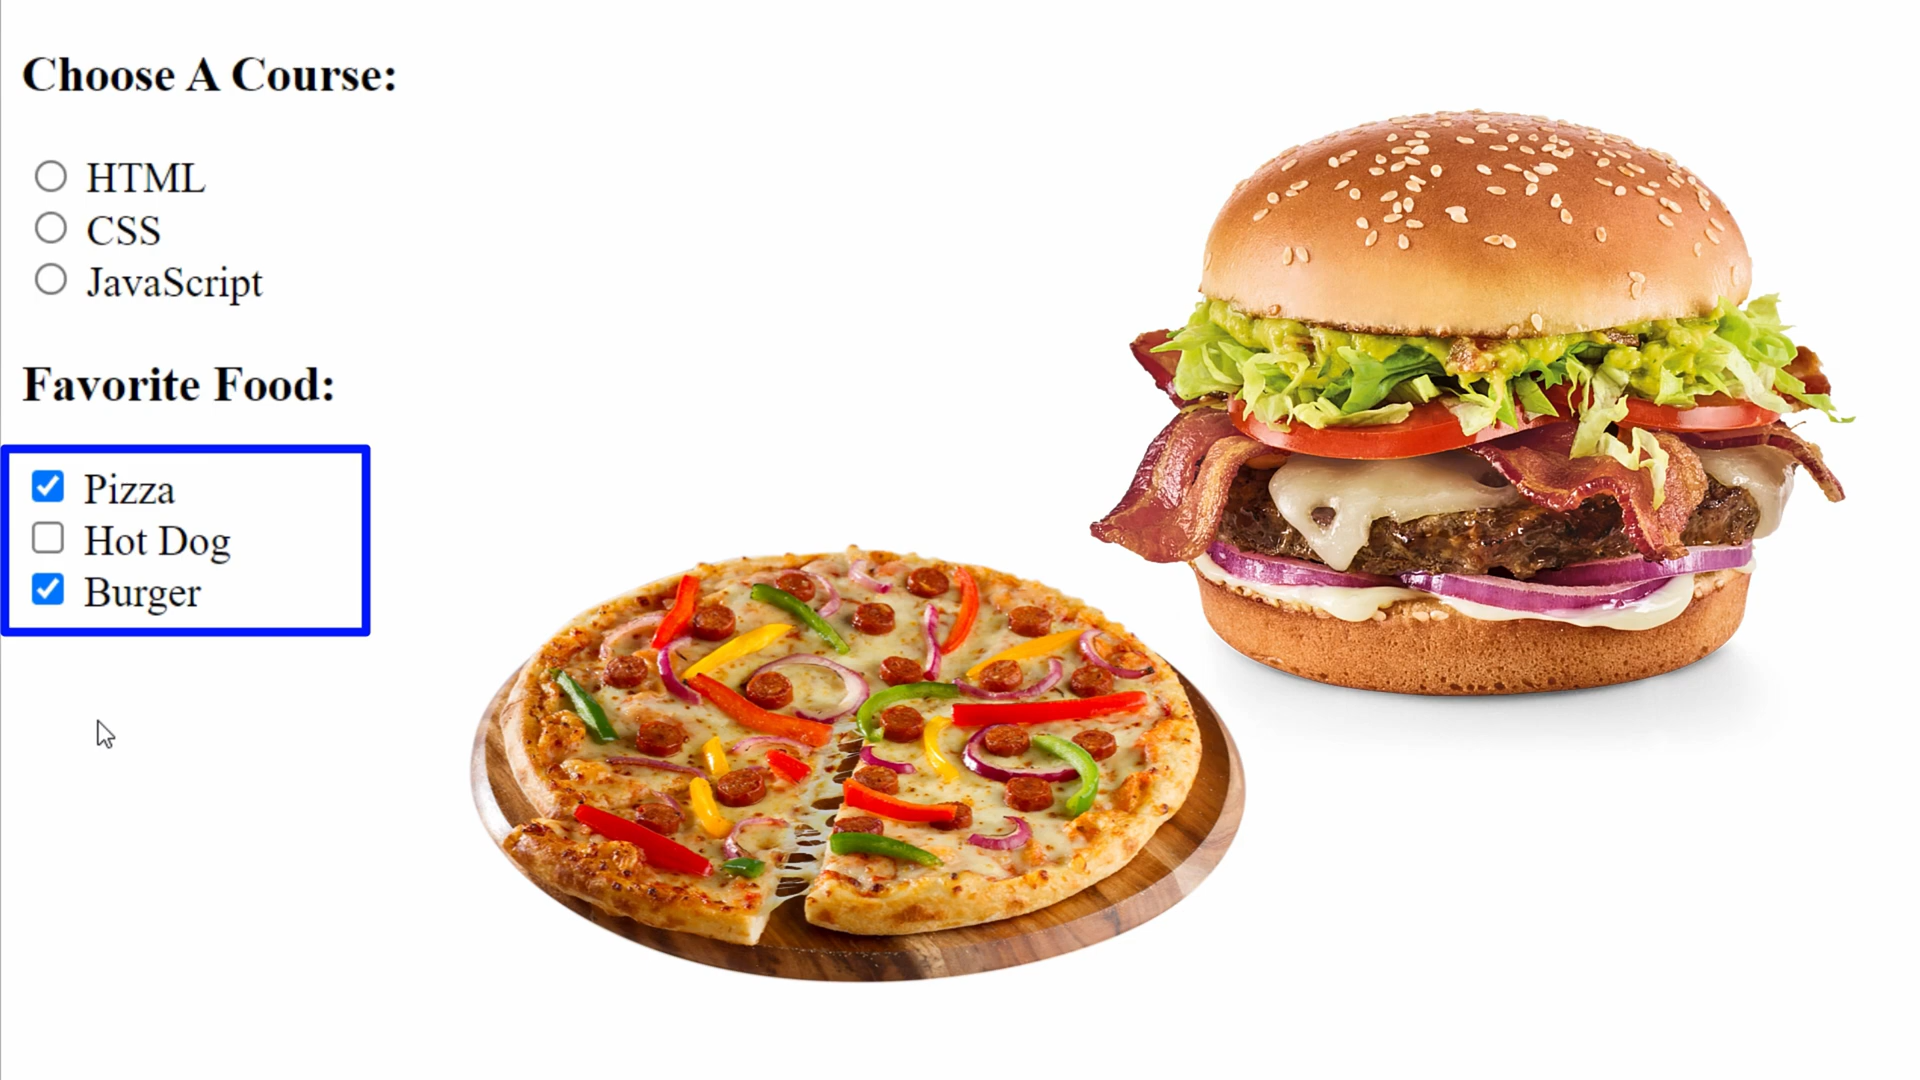 Choose A Course:
HTML
CSS
JavaScript
Favorite Food:
Pizza
Hot Dog
Burger